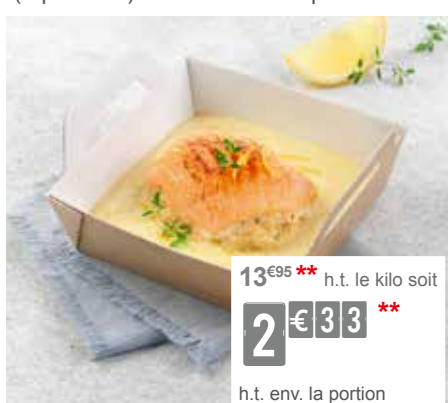 13€95 ** h.t. le kilo soit
2€33 **
h.t. env. la portion